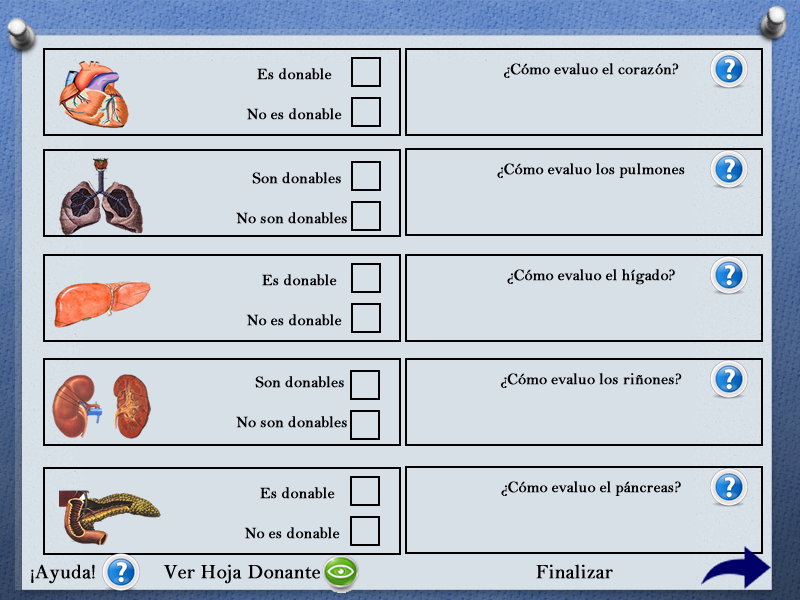 Es donable
No es donable
¿Cómo evaluo el corazón?
Son donables
No son donables
¿Cómo evaluo los pulmones
Es donable
No es donable
¿Cómo evaluo el hígado?
Son donables
No son donables
¿Cómo evaluo los riñones?
Es donable
No es donable
¿Cómo evaluo el páncreas?
¡Ayuda!
Ver Hoja Donante
Finalizar